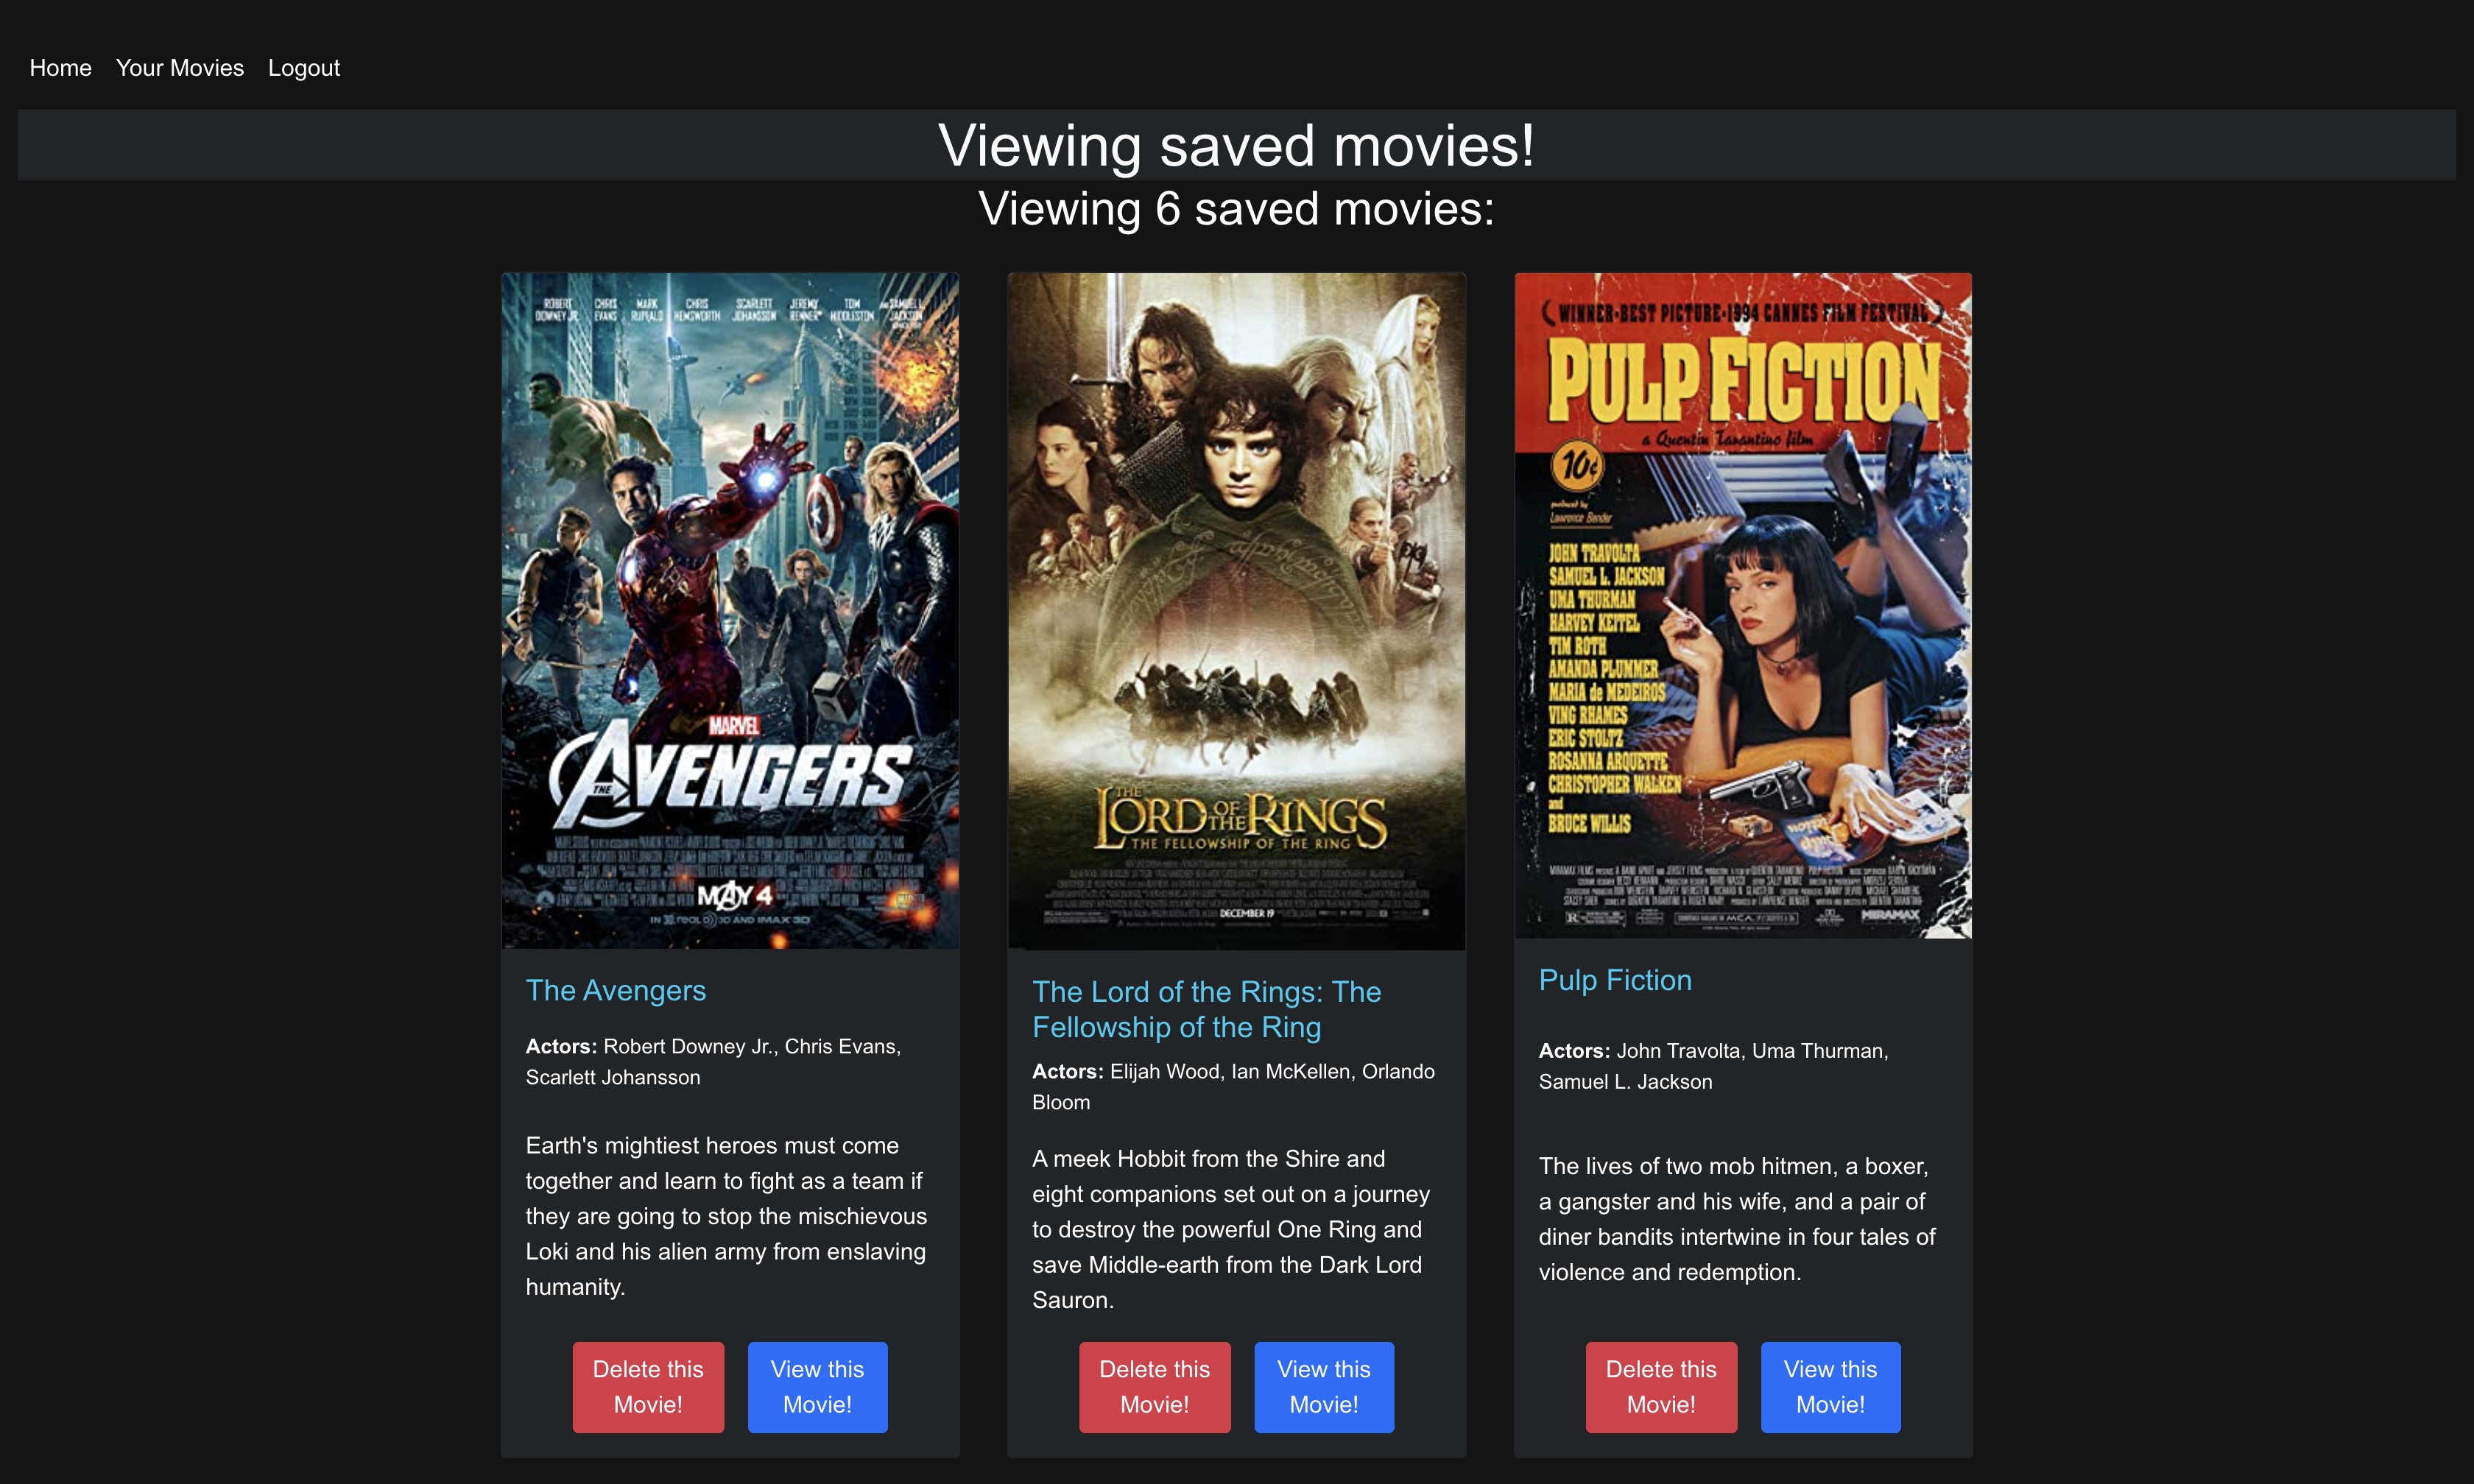 Home Your Movies Logout
Viewing saved movies!
Viewing 6 saved movies:
ROBERT DOWNEY JR.
CHRIS EVANS
MARK RUFFALO
CHRIS HEMSWORTH
SCARLETT JOHANSSON
JEREMY RENNER
TOM HIDDLESTON
AND SAMUEL L. JACKSON
MARVEL
THE AVENGERS
MAY 4
IN REAL D 3D AND IMAX 3D
The Avengers
Actors: Robert Downey Jr., Chris Evans,
Scarlett Johansson
Earth's mightiest heroes must come
together and learn to fight as a team if
they are going to stop the mischievous
Loki and his alien army from enslaving
humanity.
Delete this
Movie!
View this
Movie!
THE
LORD OF
THE RINGS
THE FELLOWSHIP OF THE RING
DECEMBER 19
The Lord of the Rings: The
Fellowship of the Ring
Actors: Elijah Wood, Ian McKellen, Orlando
Bloom
A meek Hobbit from the Shire and
eight companions set out on a journey
to destroy the powerful One Ring and
save Middle-earth from the Dark Lord
Sauron.
Delete this
Movie!
View this
Movie!
WINNER·BEST PICTURE·1994 CANNES FILM FESTIVAL
PULP FICTION
a Quentin Tarantino film
10¢
produced by
Lawrence Bender
JOHN TRAVOLTA
SAMUEL L. JACKSON
UMA THURMAN
HARVEY KEITEL
TIM ROTH
AMANDA PLUMMER
MARIA de MEDEIROS
VING RHAMES
ERIC STOLTZ
ROSANNA ARQUETTE
CHRISTOPHER WALKEN
and
BRUCE WILLIS
R
MCA
MIRAMAX
Pulp Fiction
Actors: John Travolta, Uma Thurman,
Samuel L. Jackson
The lives of two mob hitmen, a boxer,
a gangster and his wife, and a pair of
diner bandits intertwine in four tales of
violence and redemption.
Delete this
Movie!
View this
Movie!